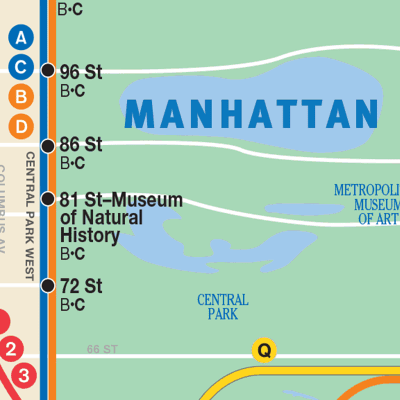 B•C
A
C
96 St
B•C
B
D
MANHATTAN
86 St
B•C
CENTRAL PARK WEST
COLUMBUS AV
81 St–Museum
of Natural
History
B•C
METROPOLI
MUSEUM
OF ART
72 St
B•C
CENTRAL
PARK
66 ST
Q
2
3